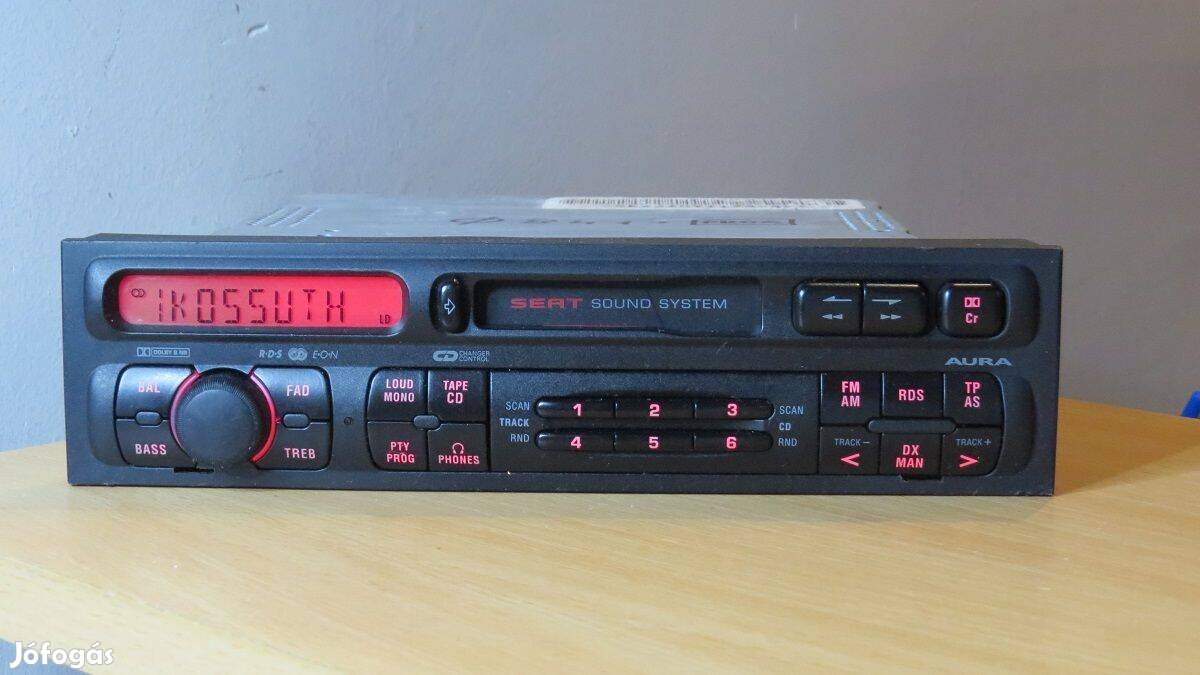 1KOSSUTH
LD
SEAT SOUND SYSTEM
Cr
DOLBY B NR
R·D·S E·O·N
CD CHANGER CONTROL
AURA
BAL
FAD
BASS
TREB
LOUD MONO
TAPE CD
PTY PROG
PHONES
SCAN
TRACK
RND
1 2 3
4 5 6
SCAN
CD
RND
FM AM
RDS
TP AS
TRACK−
<
DX MAN
TRACK+
>
Jófogás